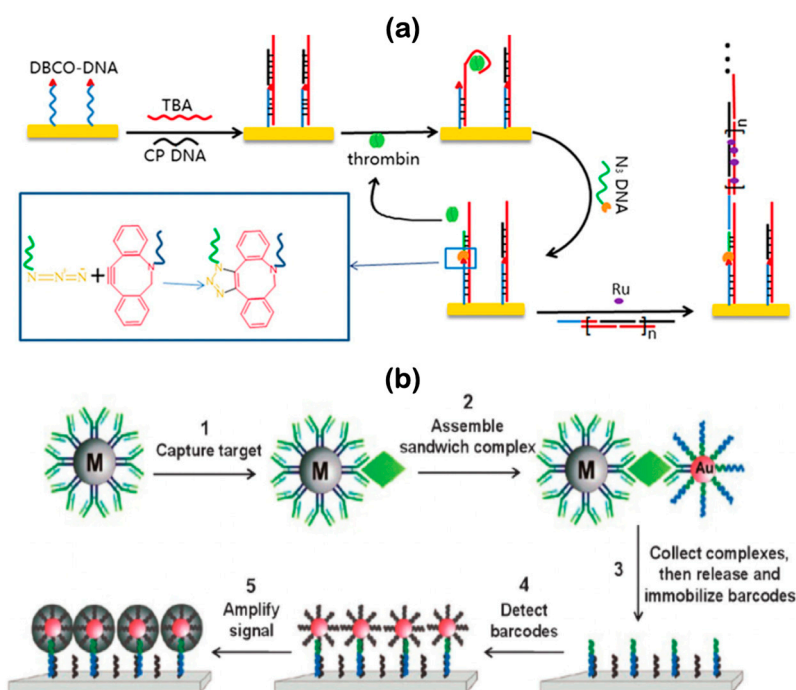 (a)
DBCO-DNA
TBA
CP DNA
thrombin
N₃ DNA
n
N=N=N
+
N
N
N
N
N
Ru
n
(b)
1
Capture target
2
Assemble
sandwich complex
M
M
M
Au
3
Collect complexes,
then release and
immobilize barcodes
5
Amplify
signal
4
Detect
barcodes